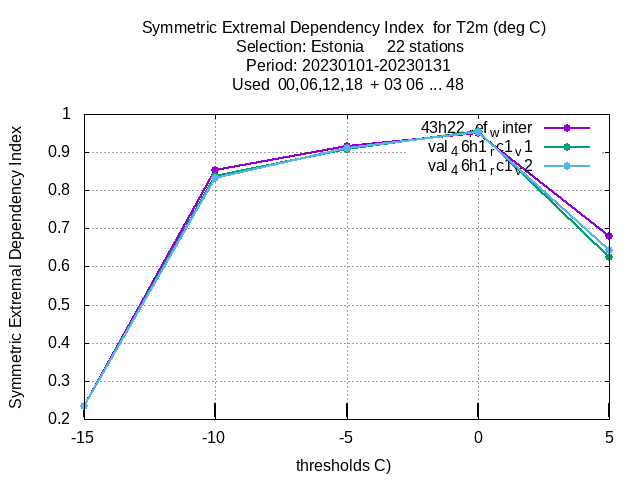 Symmetric Extremal Dependency Index for T2m (deg C)
Selection: Estonia 22 stations
Period: 20230101-20230131
Used 00,06,12,18 + 03 06 ... 48
Symmetric Extremal Dependency Index
1
0.9
0.8
0.7
0.6
0.5
0.4
0.3
0.2
43h22_ef_winter
val_46h1_rc1_v1
val_46h1_rc1_v2
-15 -10 -5 0 5
thresholds C)